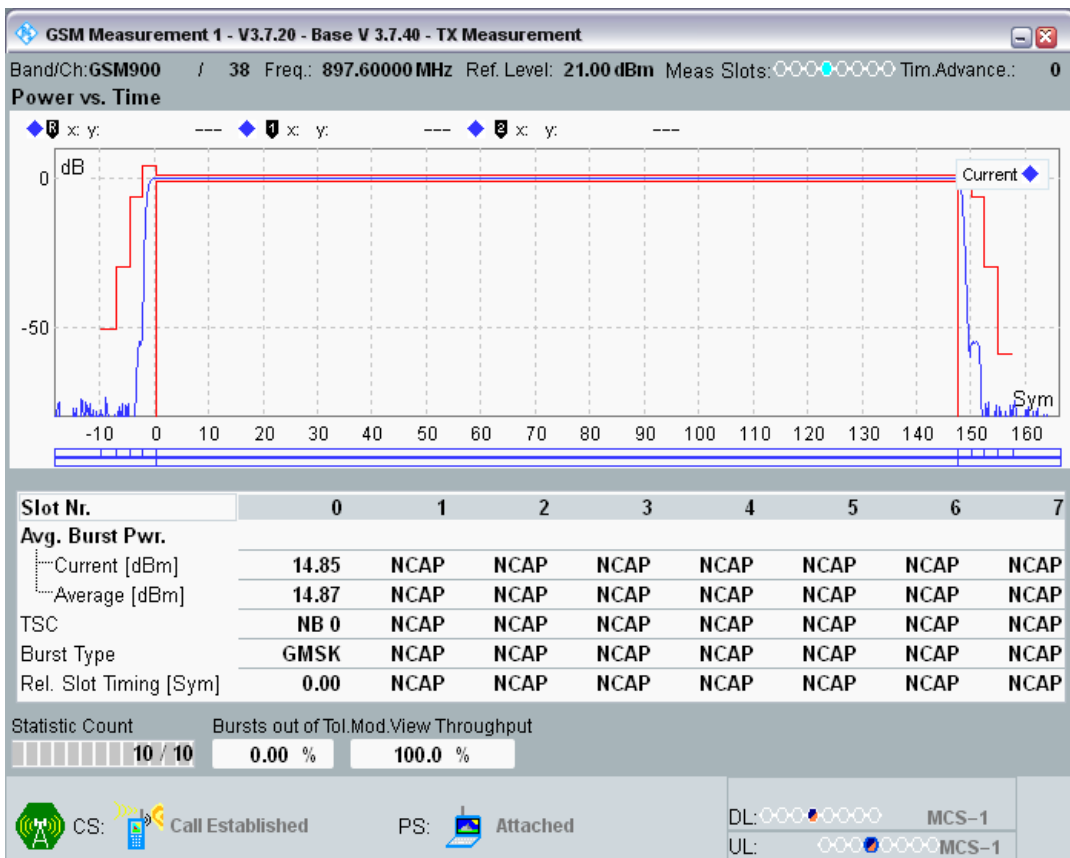 GSM Measurement 1 - V3.7.20 - Base V 3.7.40 - TX Measurement
Band/Ch:GSM900 / 38 Freq.: 897.60000 MHz Ref. Level: 21.00 dBm Meas Slots: Tim.Advance.: 0
Power vs. Time
R x: y: --- 1 x: y: --- 2 x: y: ---
dB
Current
0
-50
Sym
-10 0 10 20 30 40 50 60 70 80 90 100 110 120 130 140 150 160
Slot Nr. 0 1 2 3 4 5 6 7
Avg. Burst Pwr.
Current [dBm] 14.85 NCAP NCAP NCAP NCAP NCAP NCAP NCAP
Average [dBm] 14.87 NCAP NCAP NCAP NCAP NCAP NCAP NCAP
TSC NB 0 NCAP NCAP NCAP NCAP NCAP NCAP NCAP
Burst Type GMSK NCAP NCAP NCAP NCAP NCAP NCAP NCAP
Rel. Slot Timing [Sym] 0.00 NCAP NCAP NCAP NCAP NCAP NCAP NCAP
Statistic Count Bursts out of Tol.Mod.View Throughput
10 / 10 0.00 % 100.0 %
CS: Call Established PS: Attached
DL: MCS-1
UL: MCS-1